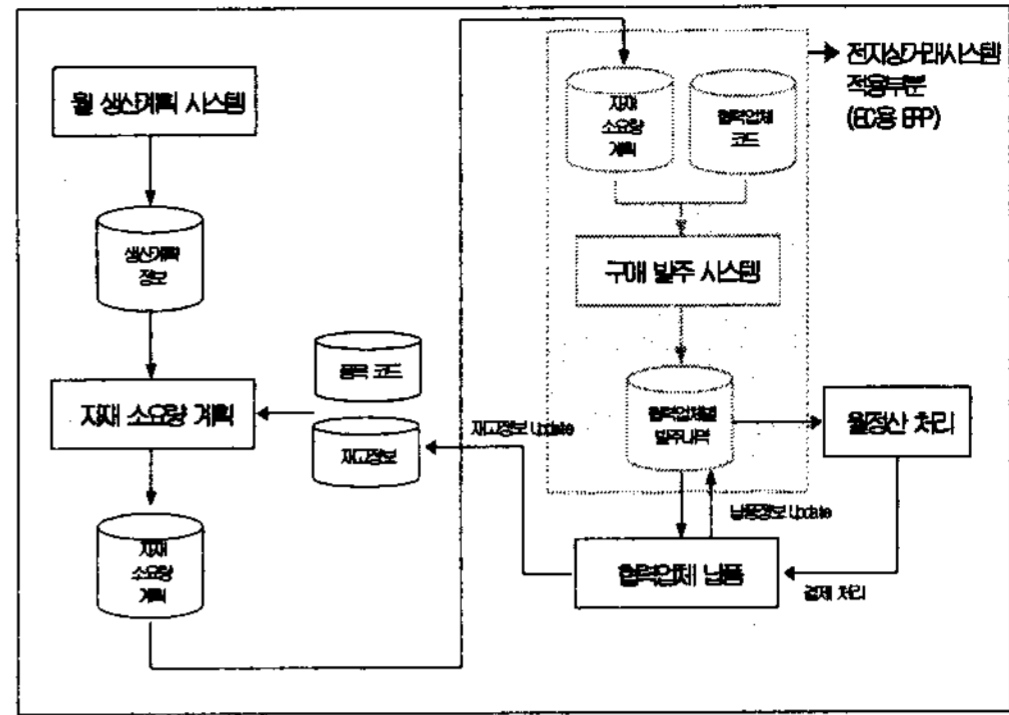 월 생산계획 시스템
생산계획
정보
자재 소요량 계획
자재
소요량
계획
품목 코드
재고정보
재고정보 Update
자재
소요량
계획
협력업체
코드
구매 발주 시스템
협력업체별
발주내역
납품정보 Update
협력업체 납품
월정산 처리
결제 처리
전자상거래시스템
적용부분
(EC용 ERP)